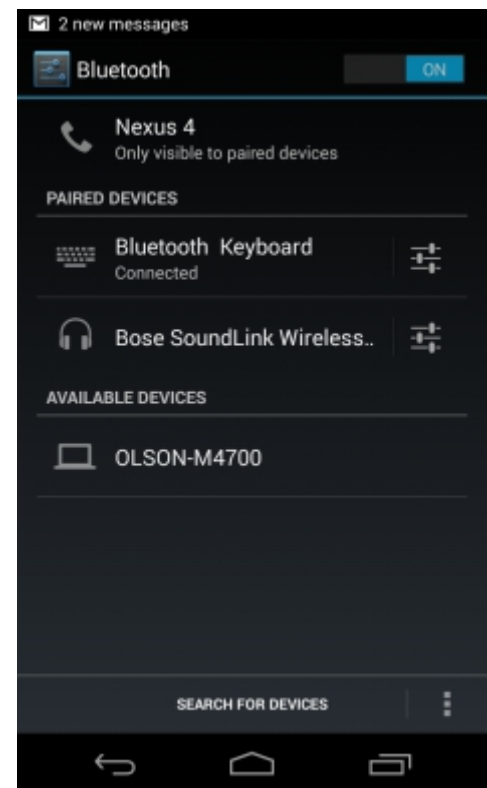 2 new messages
Bluetooth
ON
Nexus 4
Only visible to paired devices
PAIRED DEVICES
Bluetooth Keyboard
Connected
Bose SoundLink Wireless..
AVAILABLE DEVICES
OLSON-M4700
SEARCH FOR DEVICES